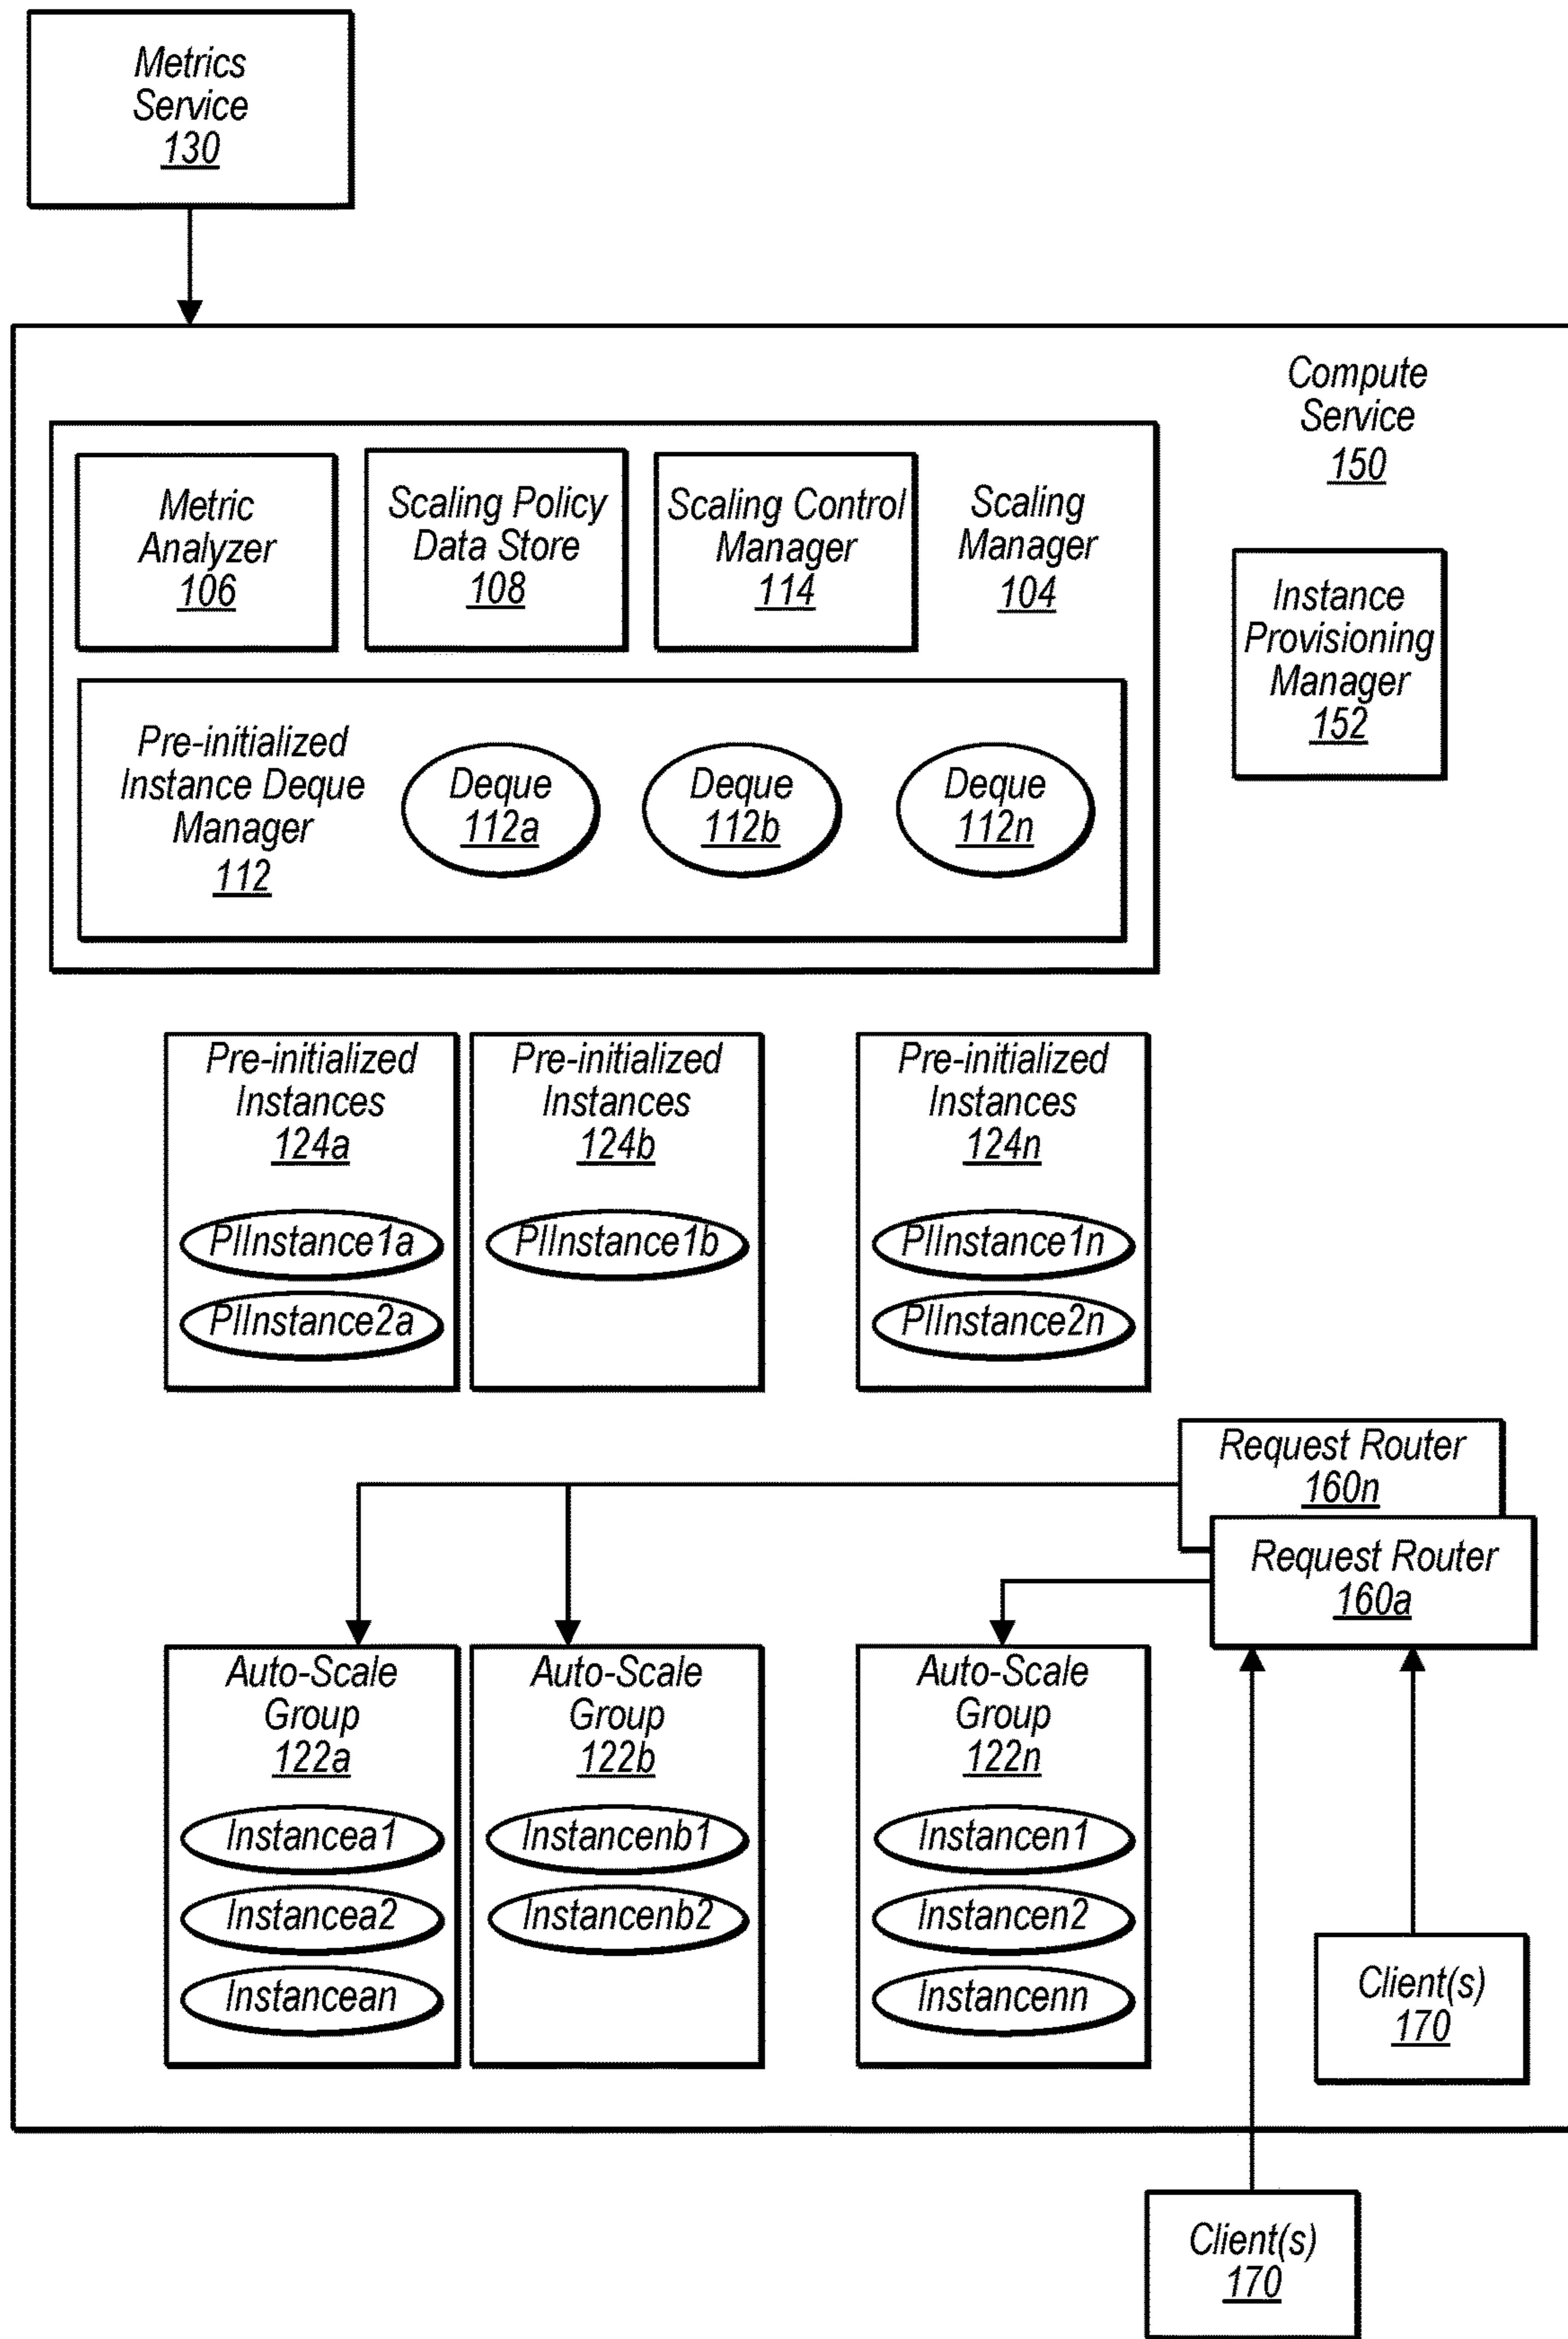 Metrics
Service
130
Compute
Service
150
Metric
Analyzer
106
Scaling Policy
Data Store
108
Scaling Control
Manager
114
Scaling
Manager
104
Instance
Provisioning
Manager
152
Pre-initialized
Instance Deque
Manager
112
Deque
112a
Deque
112b
Deque
112n
Pre-initialized
Instances
124a
PIInstance1a
PIInstance2a
Pre-initialized
Instances
124b
PIInstance1b
Pre-initialized
Instances
124n
PIInstance1n
PIInstance2n
Request Router
160n
Request Router
160a
Auto-Scale
Group
122a
Instancea1
Instancea2
Instancean
Auto-Scale
Group
122b
Instancenb1
Instancenb2
Auto-Scale
Group
122n
Instancen1
Instancen2
Instancenn
Client(s)
170
Client(s)
170